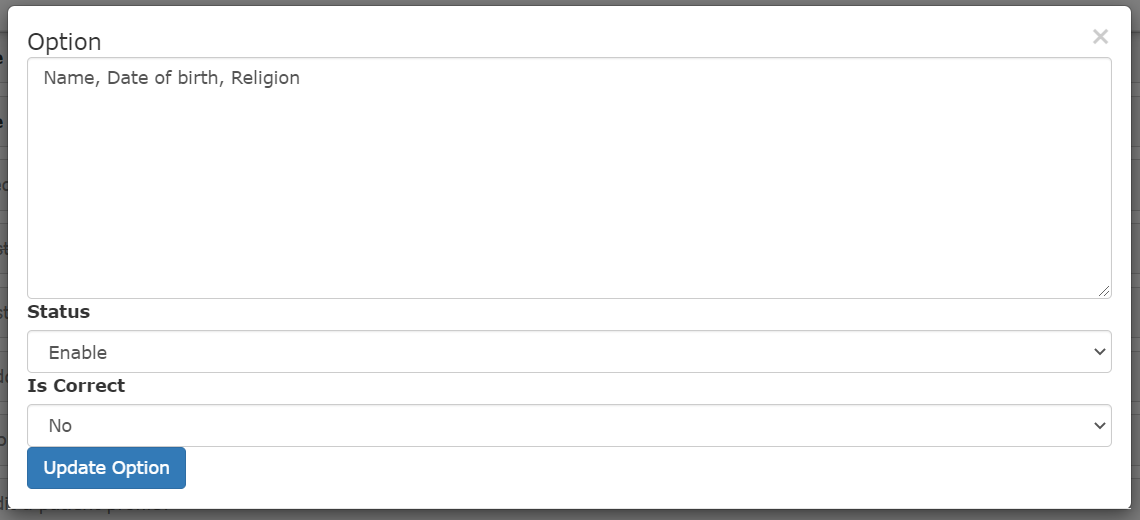 Option
×
Name, Date of birth, Religion
Status
Enable
Is Correct
No
Update Option